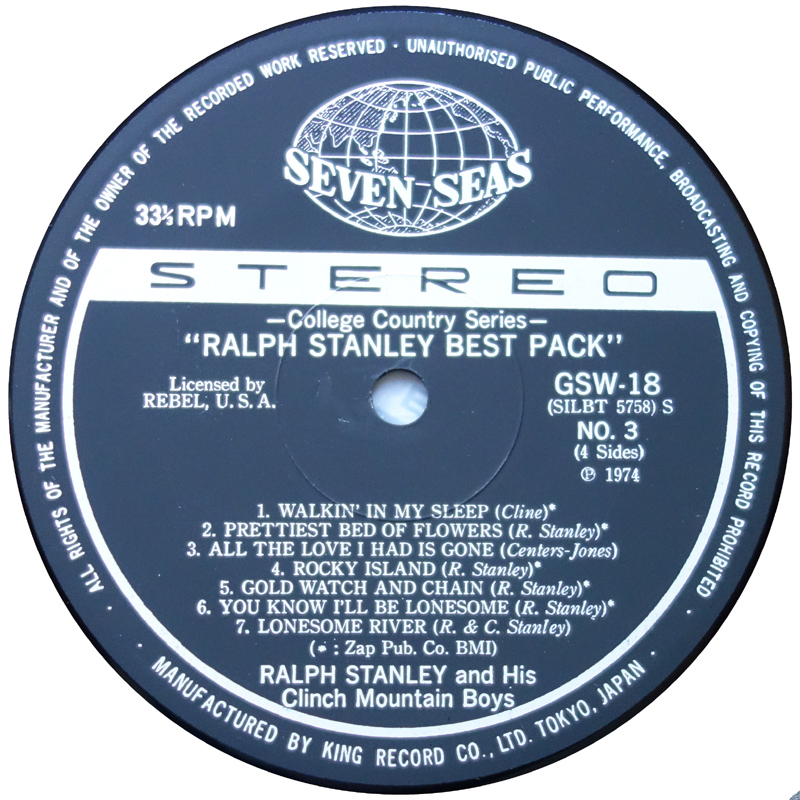 ALL RIGHTS OF THE MANUFACTURER AND OF THE OWNER OF THE RECORDED WORK RESERVED · UNAUTHORISED PUBLIC PERFORMANCE, BROADCASTING AND COPYING OF THIS RECORD PROHIBITED ·
SEVEN SEAS
33⅓ RPM
STEREO
—College Country Series—
"RALPH STANLEY BEST PACK"
Licensed by
REBEL, U. S. A.
GSW-18
(SILBT 5758) S
NO. 3
(4 Sides)
℗ 1974
1. WALKIN' IN MY SLEEP (Cline)*
2. PRETTIEST BED OF FLOWERS (R. Stanley)*
3. ALL THE LOVE I HAD IS GONE (Centers-Jones)
4. ROCKY ISLAND (R. Stanley)*
5. GOLD WATCH AND CHAIN (R. Stanley)*
6. YOU KNOW I'LL BE LONESOME (R. Stanley)*
7. LONESOME RIVER (R. & C. Stanley)
(* : Zap Pub. Co. BMI)
RALPH STANLEY and His
Clinch Mountain Boys
· MANUFACTURED BY KING RECORD CO., LTD. TOKYO, JAPAN ·